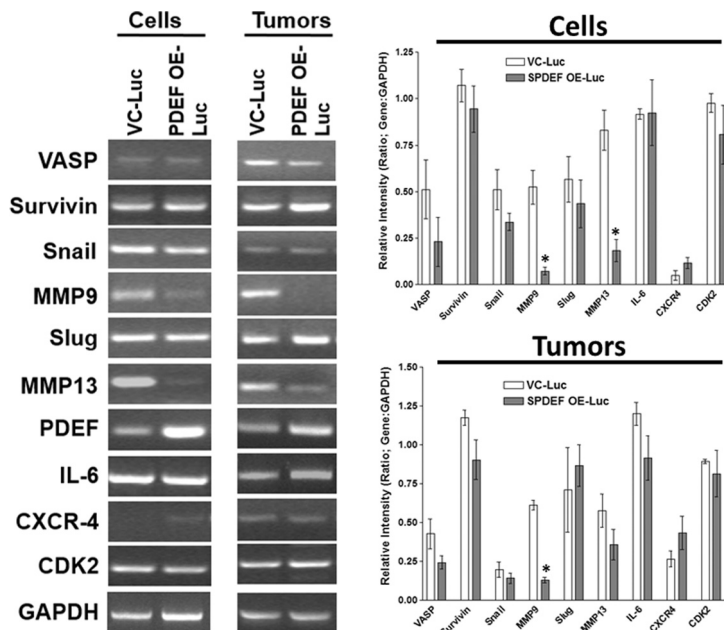 Cells
Tumors
VC-Luc
PDEF OE-
Luc
VC-Luc
PDEF OE-
Luc
VASP
Survivin
Snail
MMP9
Slug
MMP13
PDEF
IL-6
CXCR-4
CDK2
GAPDH
Cells
Relative Intensity (Ratio; Gene:GAPDH)
1.25
1.00
0.75
0.50
0.25
0.00
VC-Luc
SPDEF OE-Luc
*
*
VASP
Survivin
Snail
MMP9
Slug
MMP13
IL-6
CXCR4
CDK2
Tumors
Relative Intensity (Ratio; Gene:GAPDH)
1.50
1.25
1.00
0.75
0.50
0.25
0.00
VC-Luc
SPDEF OE-Luc
*
VASP
Survivin
Snail
MMP9
Slug
MMP13
IL-6
CXCR4
CDK2